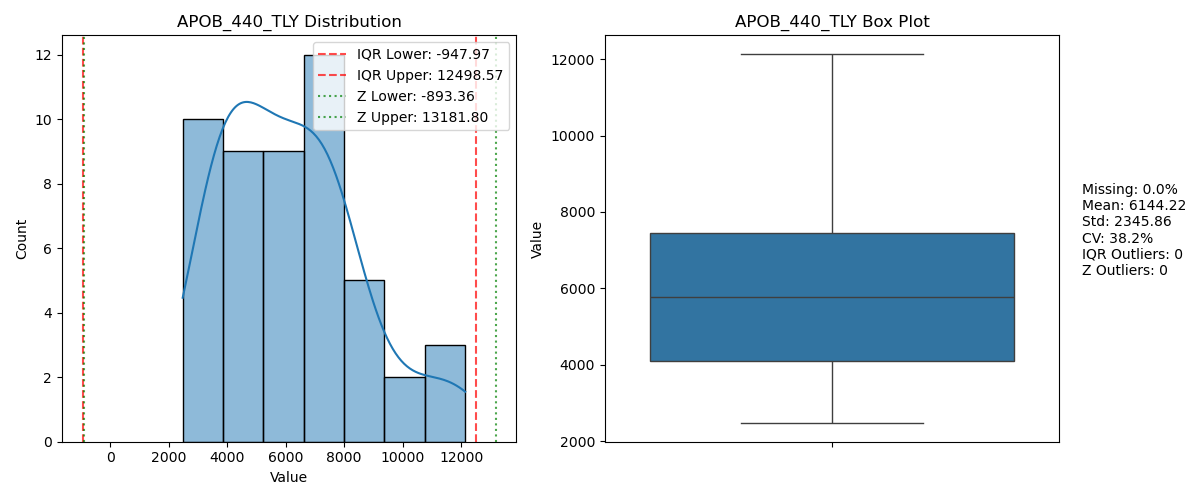 APOB_440_TLY Distribution
12
10
8
6
4
2
0
Count
0
2000
4000
6000
8000
10000
12000
Value
IQR Lower: -947.97
IQR Upper: 12498.57
Z Lower: -893.36
Z Upper: 13181.80
APOB_440_TLY Box Plot
12000
10000
8000
6000
4000
2000
Value
Missing: 0.0%
Mean: 6144.22
Std: 2345.86
CV: 38.2%
IQR Outliers: 0
Z Outliers: 0